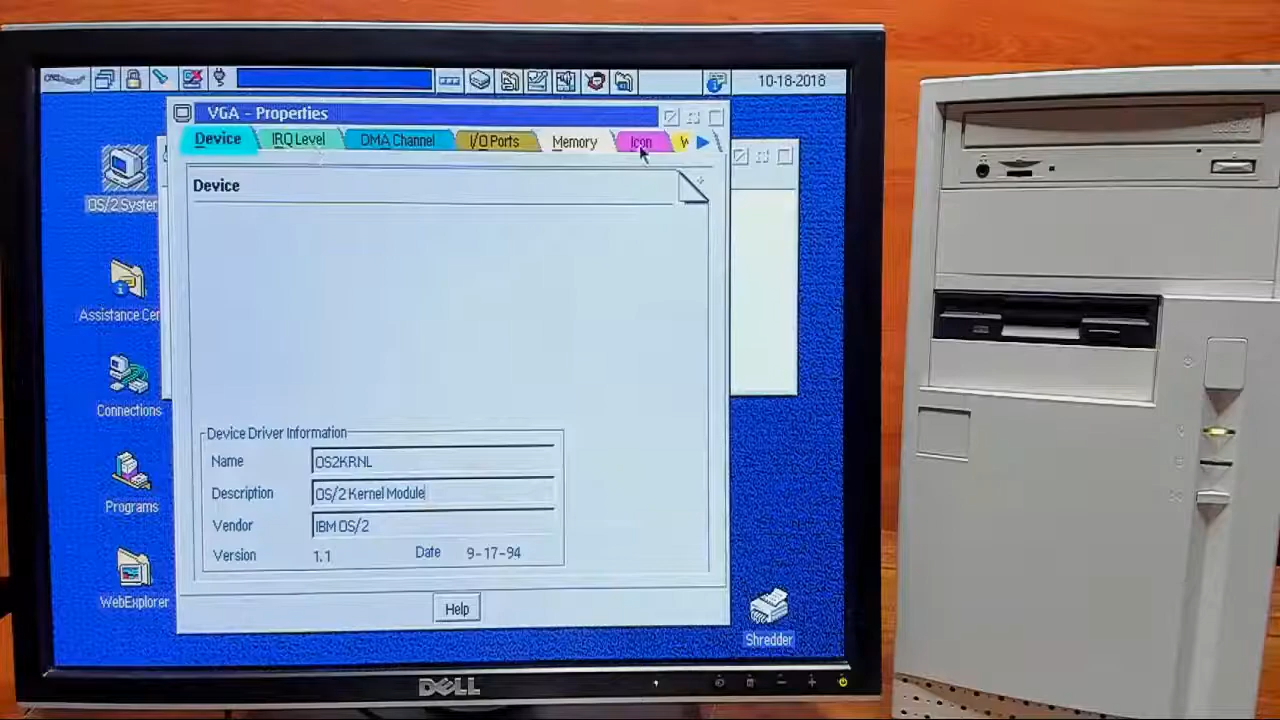 10-18-2018
VGA - Properties
Device IRQ Level DMA Channel I/O Ports Memory Icon
Device
OS/2 System
Assistance Cen
Connections
Programs
WebExplorer
Device Driver Information
Name OS2KRNL
Description OS/2 Kernel Module
Vendor IBM OS/2
Version 1.1 Date 9-17-94
Help
Shredder
DELL